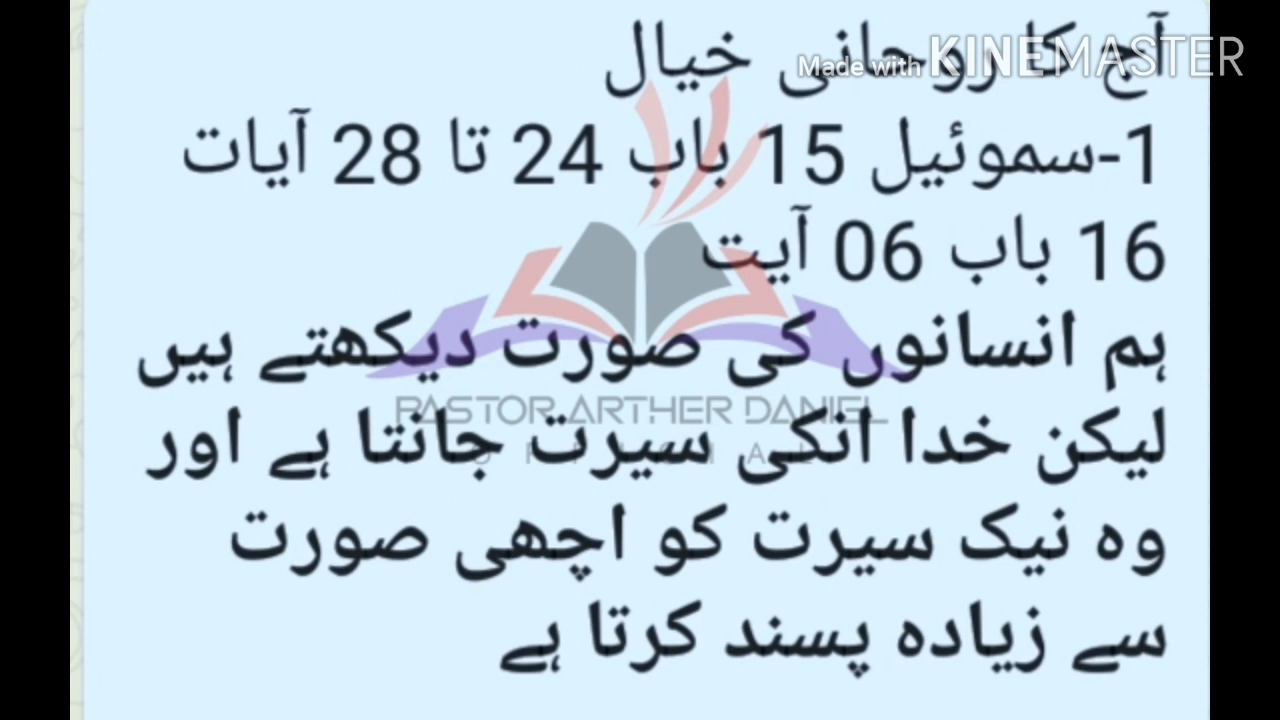 آج کا روحانی خیال
Made with KINEMASTER
1-سموئیل 15 باب 24 تا 28 آیات
16 باب 06 آیت
ہم انسانوں کی صورت دیکھتے ہیں
PASTOR ARTHER DANIEL
لیکن خدا انکی سیرت جانتا ہے اور
وہ نیک سیرت کو اچھی صورت
سے زیادہ پسند کرتا ہے